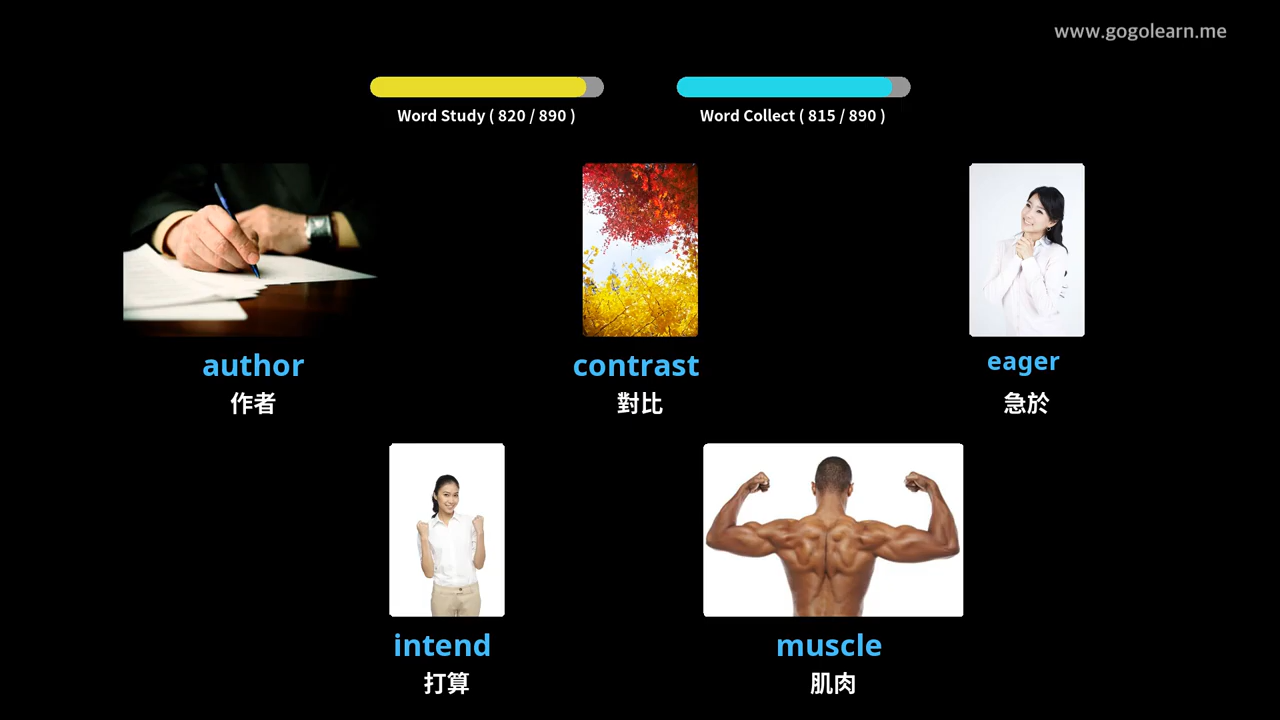 www.gogolearn.me
Word Study ( 820 / 890 )
Word Collect ( 815 / 890 )
author
contrast
eager
作者
對比
急於
intend
muscle
打算
肌肉